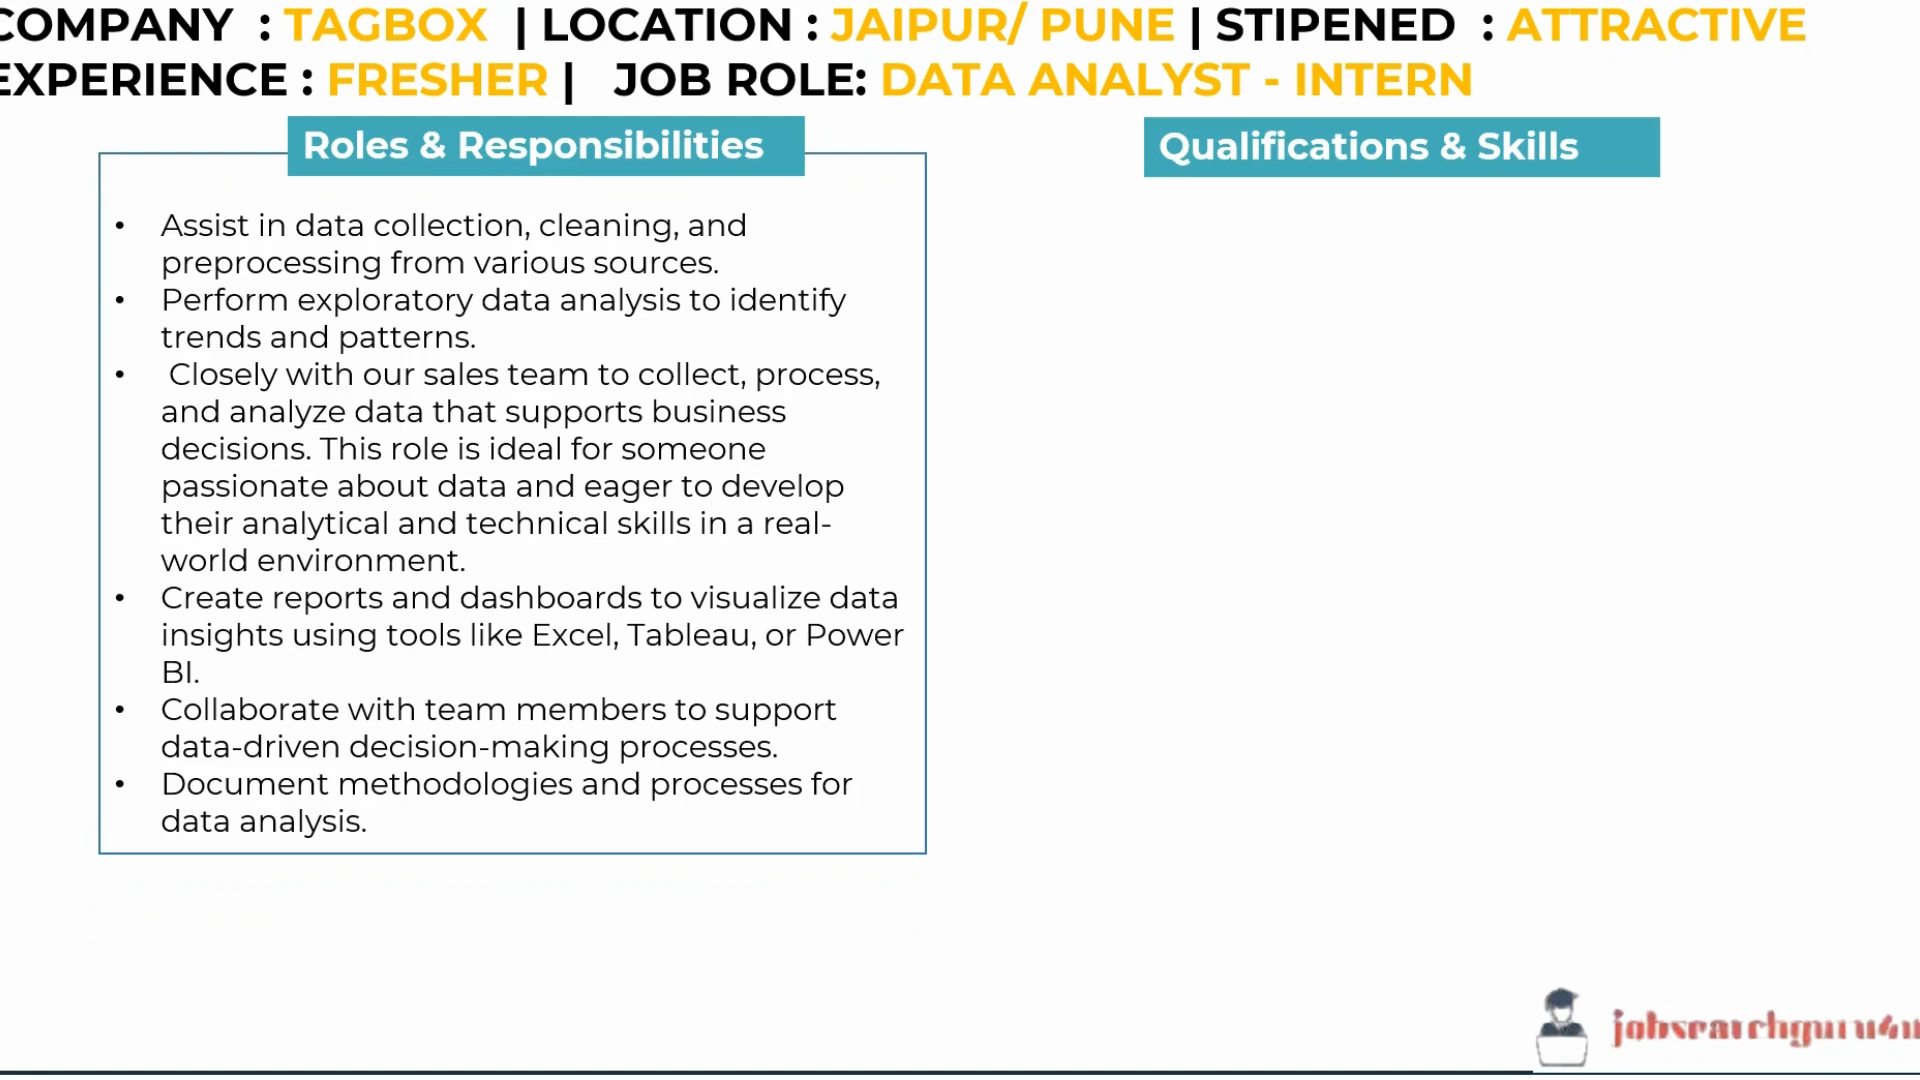 COMPANY : TAGBOX | LOCATION : JAIPUR/ PUNE | STIPENED : ATTRACTIVE
EXPERIENCE : FRESHER | JOB ROLE: DATA ANALYST - INTERN
Roles & Responsibilities
• Assist in data collection, cleaning, and
preprocessing from various sources.
• Perform exploratory data analysis to identify
trends and patterns.
• Closely with our sales team to collect, process,
and analyze data that supports business
decisions. This role is ideal for someone
passionate about data and eager to develop
their analytical and technical skills in a real-
world environment.
• Create reports and dashboards to visualize data
insights using tools like Excel, Tableau, or Power
BI.
• Collaborate with team members to support
data-driven decision-making processes.
• Document methodologies and processes for
data analysis.
Qualifications & Skills